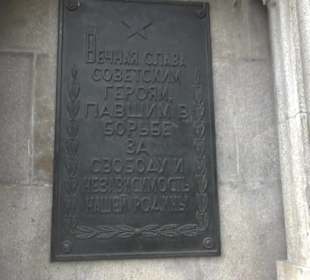 Вечная слава
советским
героям,
павшим в
борьбе
за
свободу и
независимость
нашей родины